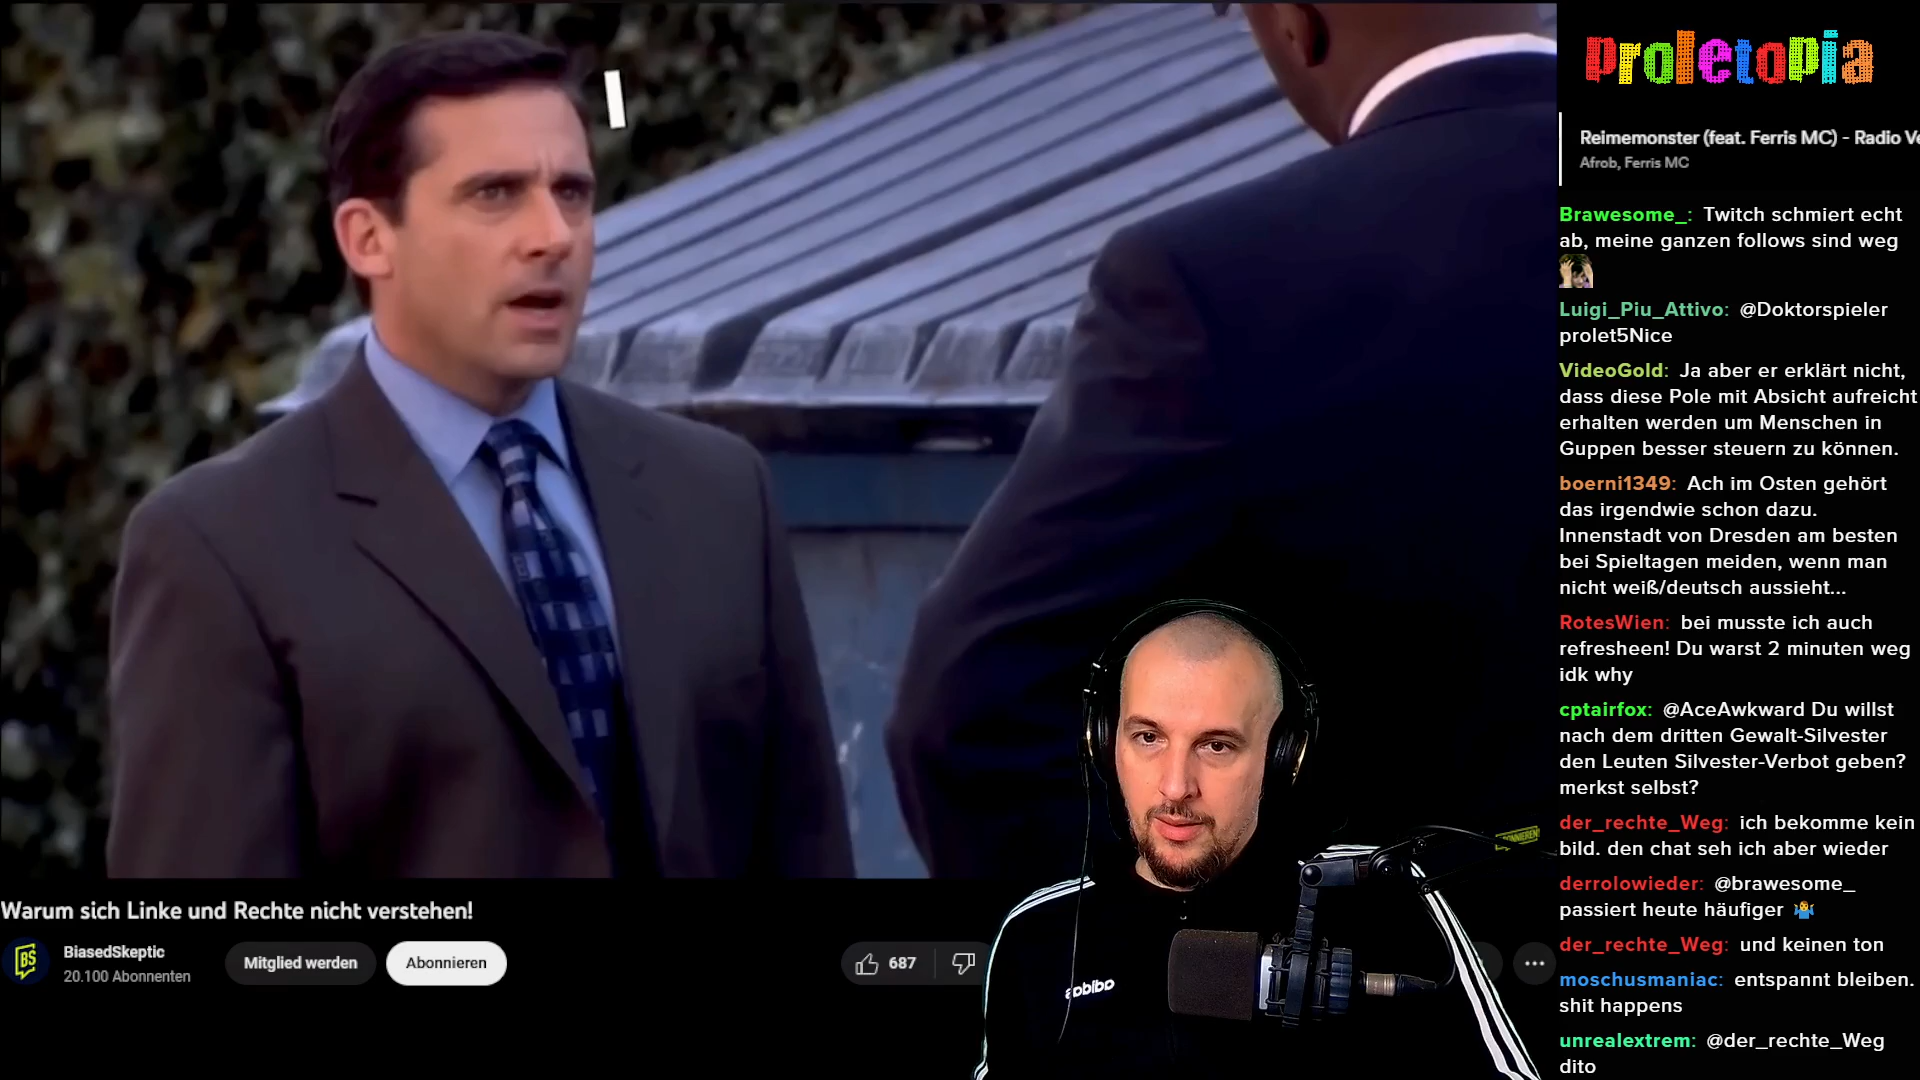 Proletopia
Reimemonster (feat. Ferris MC) - Radio Ve
Afrob, Ferris MC
Brawesome_: Twitch schmiert echt
ab, meine ganzen follows sind weg
Luigi_Piu_Attivo: @Doktorspieler
prolet5Nice
VideoGold: Ja aber er erklärt nicht,
dass diese Pole mit Absicht aufreicht
erhalten werden um Menschen in
Guppen besser steuern zu können.
boerni1349: Ach im Osten gehört
das irgendwie schon dazu.
Innenstadt von Dresden am besten
bei Spieltagen meiden, wenn man
nicht weiß/deutsch aussieht...
RotesWien: bei musste ich auch
refresheen! Du warst 2 minuten weg
idk why
cptairfox: @AceAwkward Du willst
nach dem dritten Gewalt-Silvester
den Leuten Silvester-Verbot geben?
merkst selbst?
der_rechte_Weg: ich bekomme kein
bild. den chat seh ich aber wieder
derrolowieder: @brawesome_
passiert heute häufiger 🤷
der_rechte_Weg: und keinen ton
moschusmaniac: entspannt bleiben.
shit happens
unrealextrem: @der_rechte_Weg
dito
Warum sich Linke und Rechte nicht verstehen!
BS
BiasedSkeptic
20.100 Abonnenten
Mitglied werden
Abonnieren
687
adidas